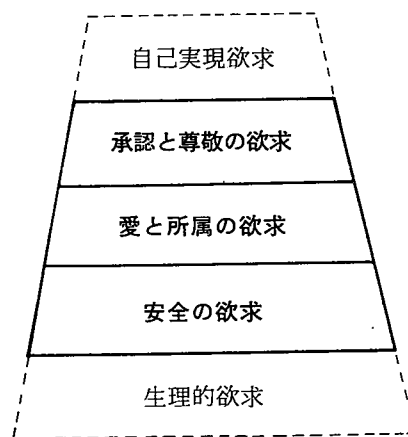 自己実現欲求
承認と尊敬の欲求
愛と所属の欲求
安全の欲求
生理的欲求